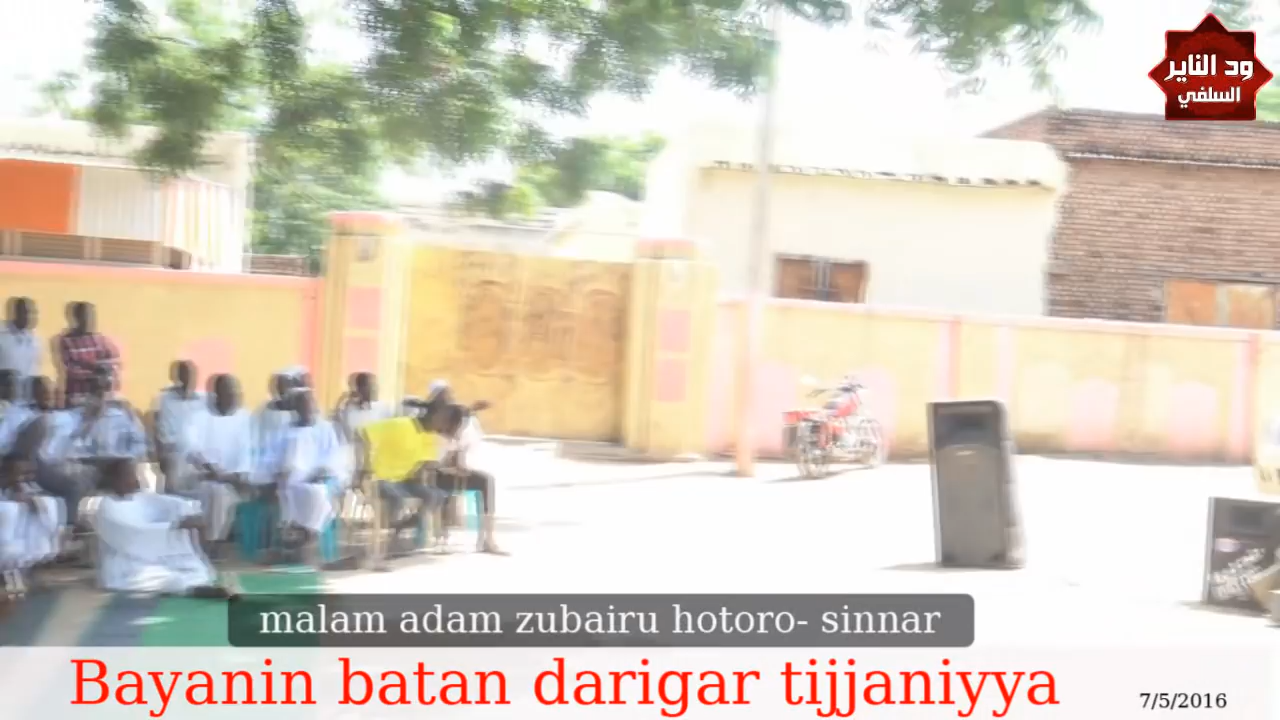 ود الناير
السلفي
malam adam zubairu hotoro- sinnar
Bayanin batan darigar tijjaniyya
7/5/2016